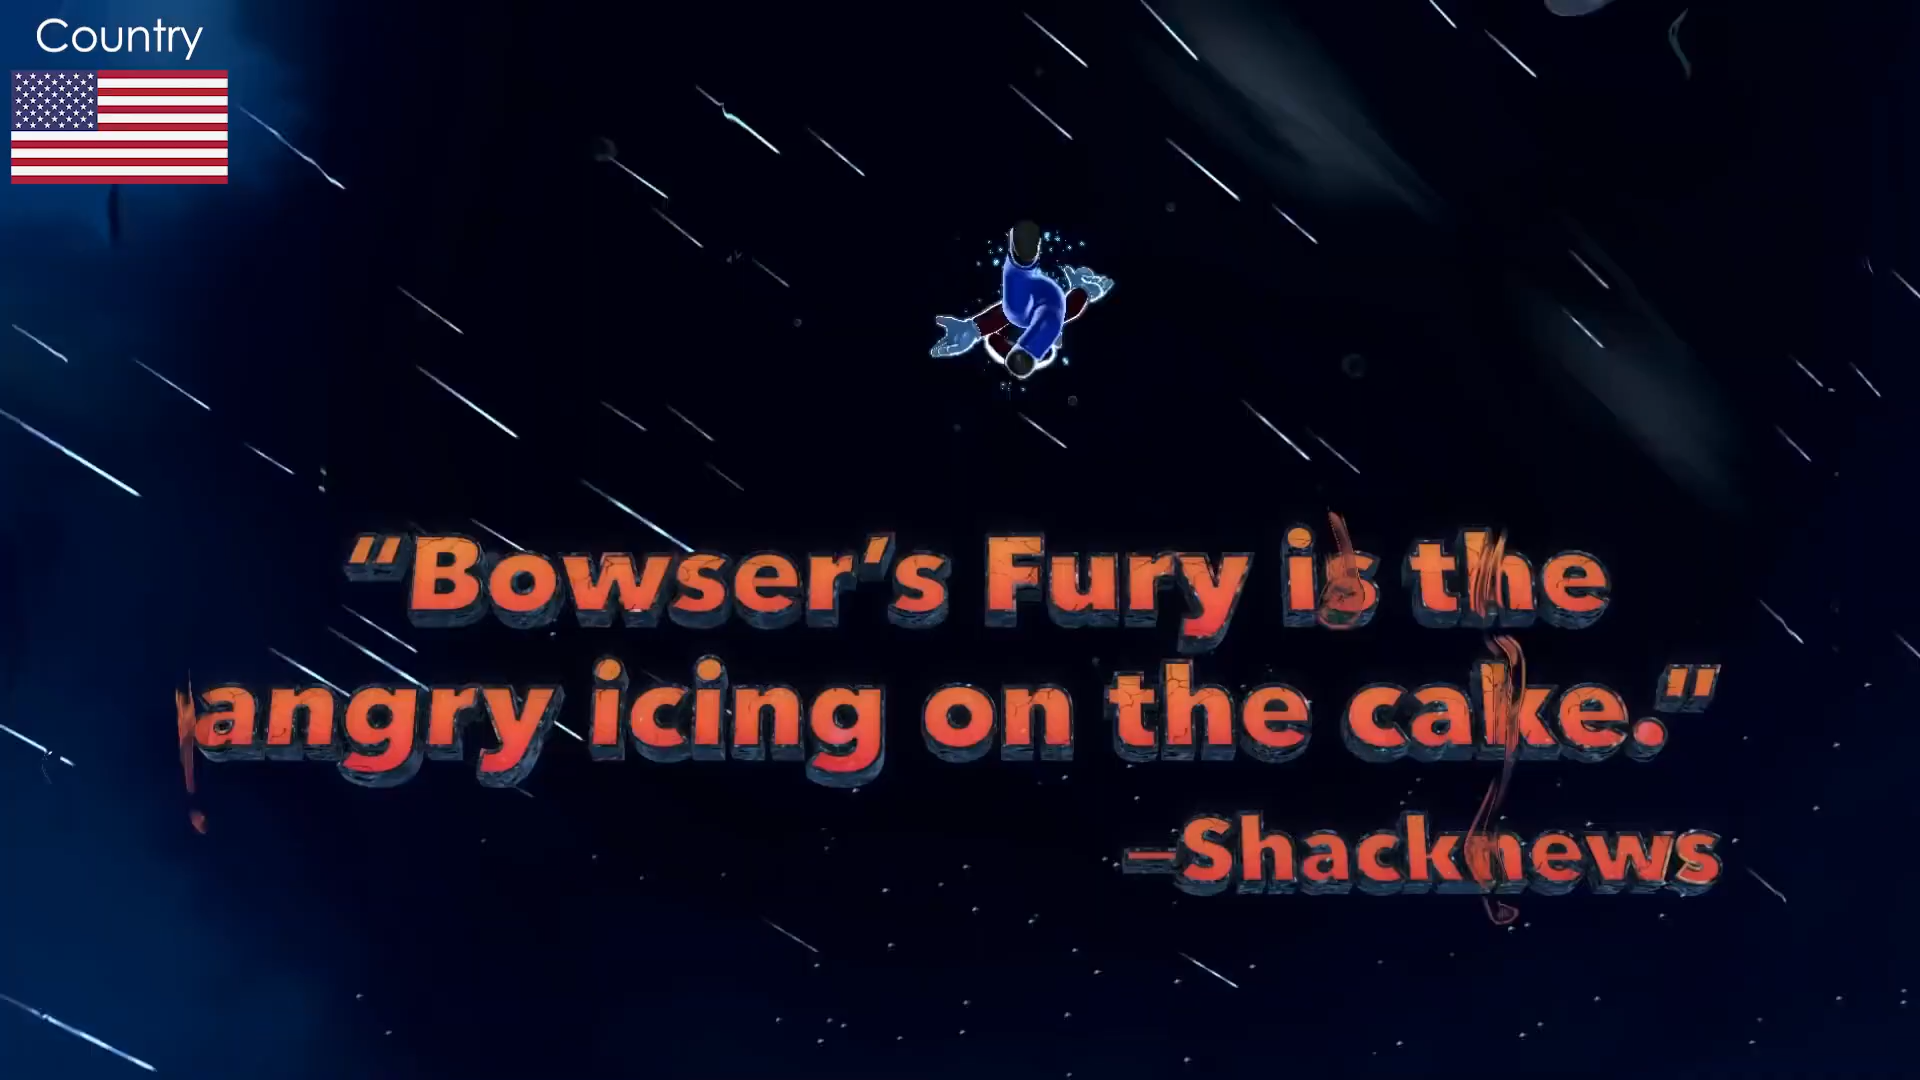 Country
“Bowser’s Fury is the
angry icing on the cake.”
–Shacknews